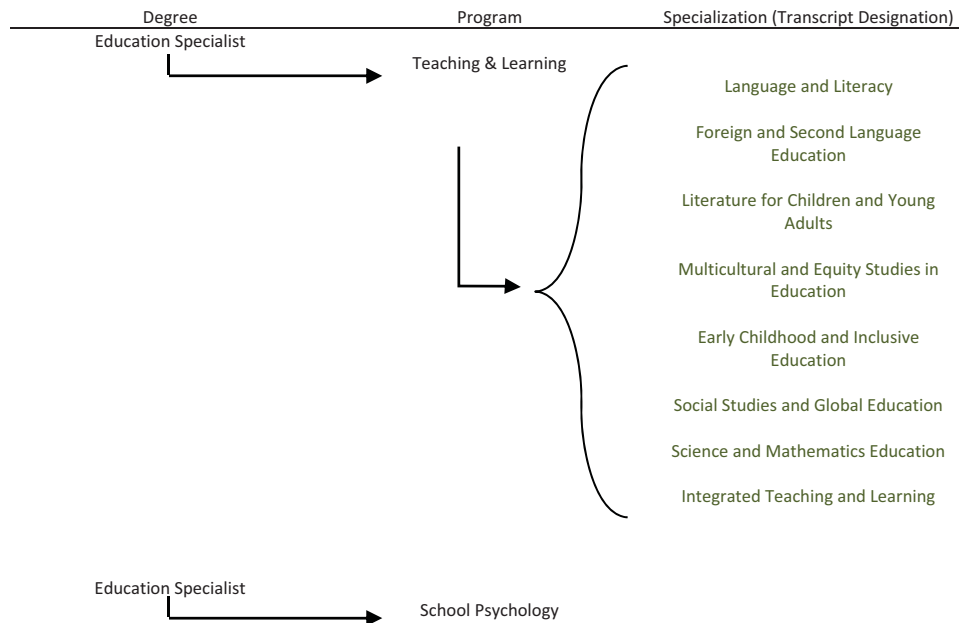 Degree Program Specialization (Transcript Designation)
Education Specialist
Teaching & Learning
Language and Literacy
Foreign and Second Language
Education
Literature for Children and Young
Adults
Multicultural and Equity Studies in
Education
Early Childhood and Inclusive
Education
Social Studies and Global Education
Science and Mathematics Education
Integrated Teaching and Learning
Education Specialist
School Psychology